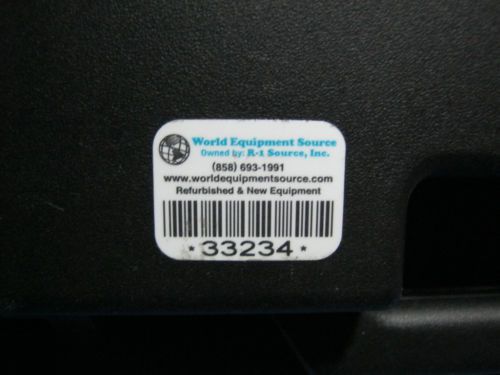 World Equipment Source
Owned by: R-1 Source, Inc.
(858) 693-1991
www.worldequipmentsource.com
Refurbished & New Equipment
*33234*